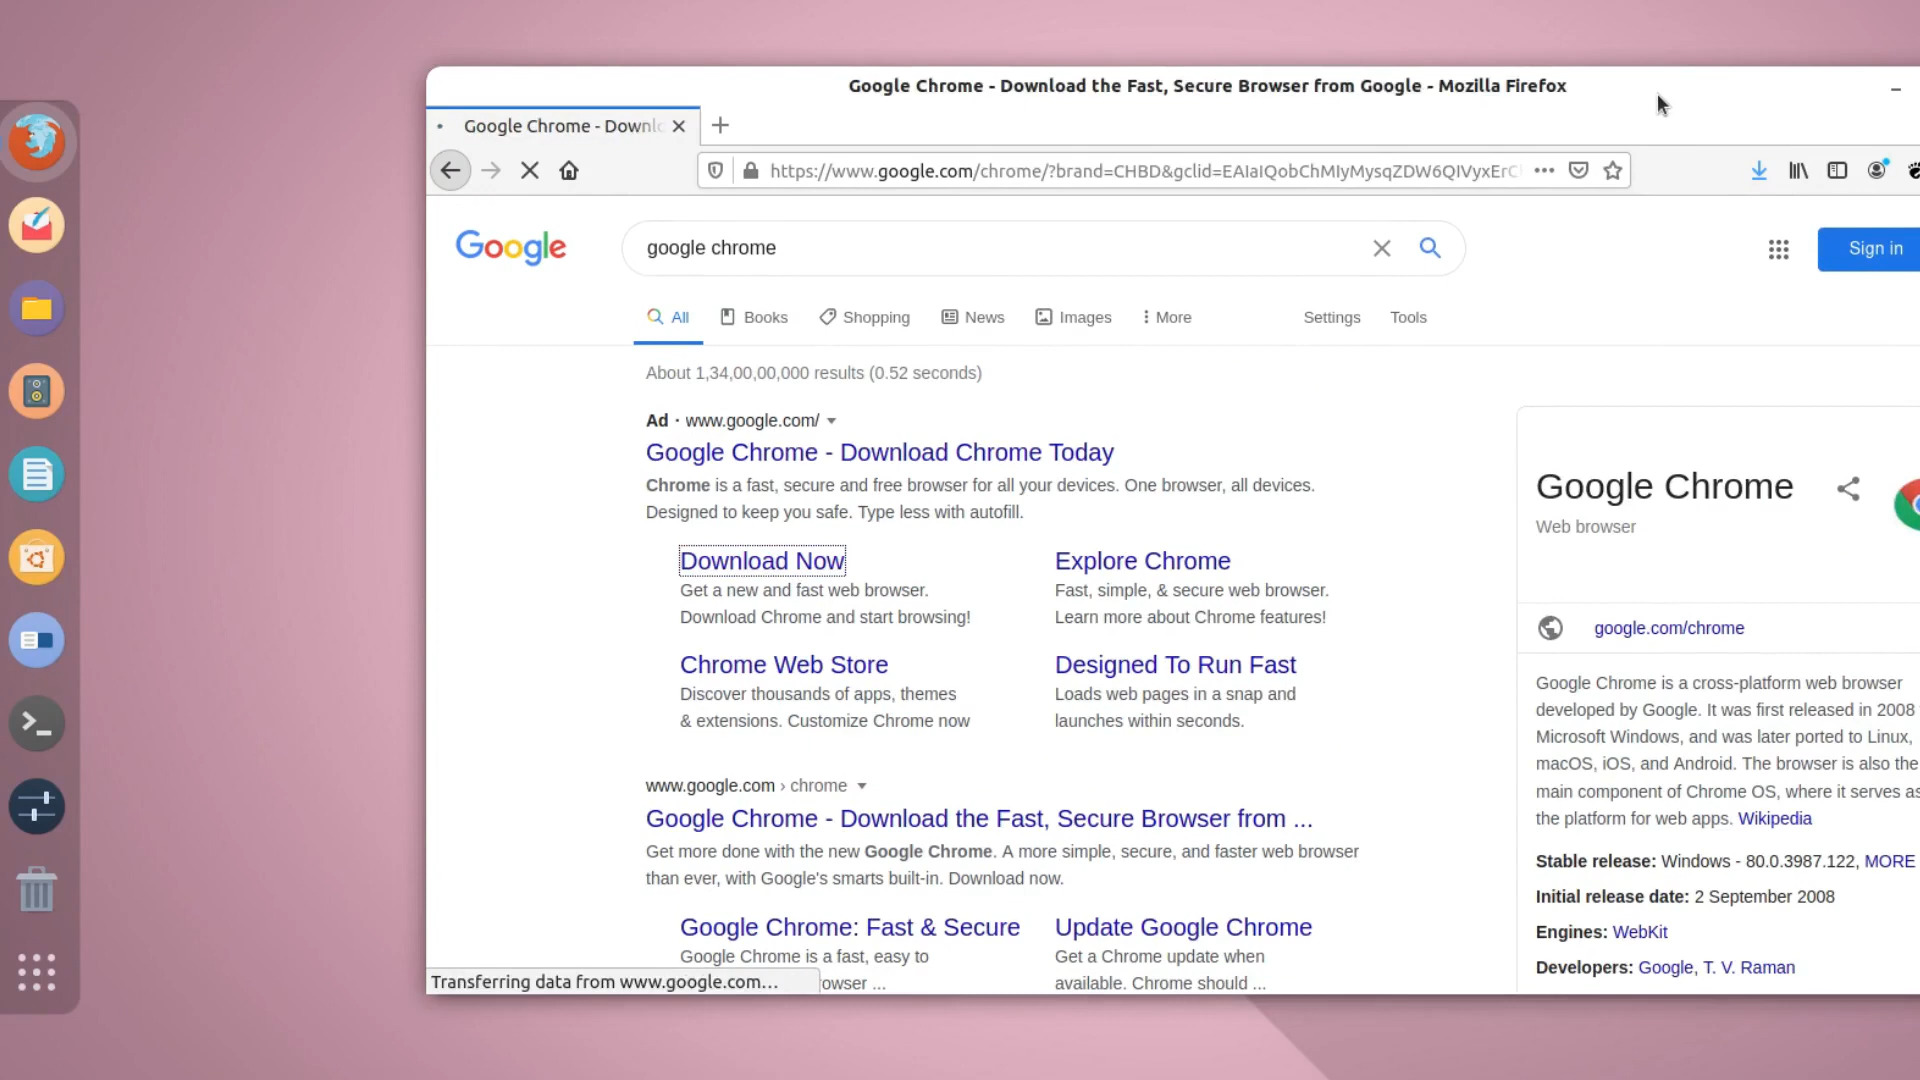 Google Chrome - Download the Fast, Secure Browser from Google - Mozilla Firefox
Google Chrome - Downlo
https://www.google.com/chrome/?brand=CHBD&gclid=EAIaIQobChMIyMysqZDW6QIVyxErC
Google
google chrome
Sign in
All
Books
Shopping
News
Images
More
Settings
Tools
About 1,34,00,00,000 results (0.52 seconds)
Ad · www.google.com/
Google Chrome - Download Chrome Today
Chrome is a fast, secure and free browser for all your devices. One browser, all devices.
Designed to keep you safe. Type less with autofill.
Download Now
Get a new and fast web browser.
Download Chrome and start browsing!
Explore Chrome
Fast, simple, & secure web browser.
Learn more about Chrome features!
Chrome Web Store
Discover thousands of apps, themes
& extensions. Customize Chrome now
Designed To Run Fast
Loads web pages in a snap and
launches within seconds.
www.google.com › chrome
Google Chrome - Download the Fast, Secure Browser from ...
Get more done with the new Google Chrome. A more simple, secure, and faster web browser
than ever, with Google's smarts built-in. Download now.
Google Chrome: Fast & Secure
Google Chrome is a fast, easy to
owser ...
Update Google Chrome
Get a Chrome update when
available. Chrome should ...
Transferring data from www.google.com…
Google Chrome
Web browser
google.com/chrome
Google Chrome is a cross-platform web browser
developed by Google. It was first released in 2008
Microsoft Windows, and was later ported to Linux,
macOS, iOS, and Android. The browser is also the
main component of Chrome OS, where it serves as
the platform for web apps. Wikipedia
Stable release: Windows - 80.0.3987.122, MORE
Initial release date: 2 September 2008
Engines: WebKit
Developers: Google, T. V. Raman